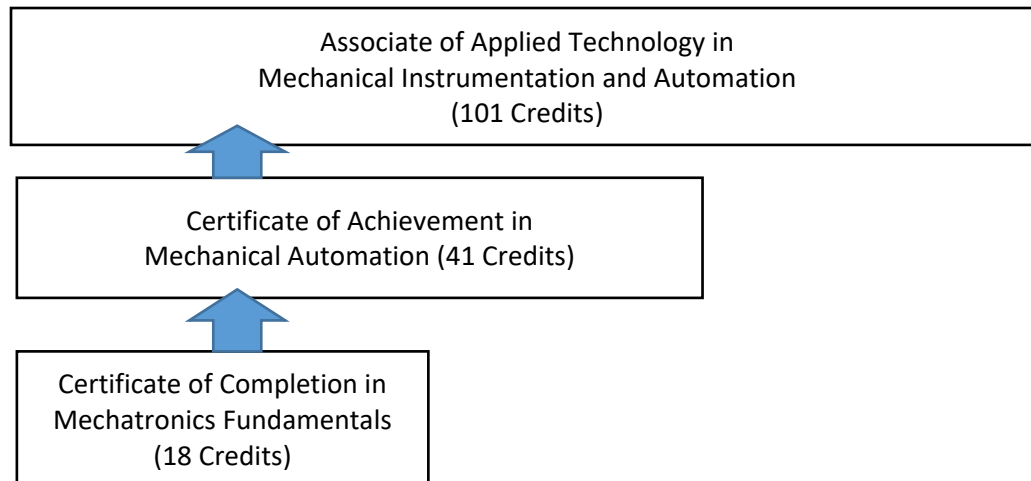 Associate of Applied Technology in
Mechanical Instrumentation and Automation
(101 Credits)
Certificate of Achievement in
Mechanical Automation (41 Credits)
Certificate of Completion in
Mechatronics Fundamentals
(18 Credits)